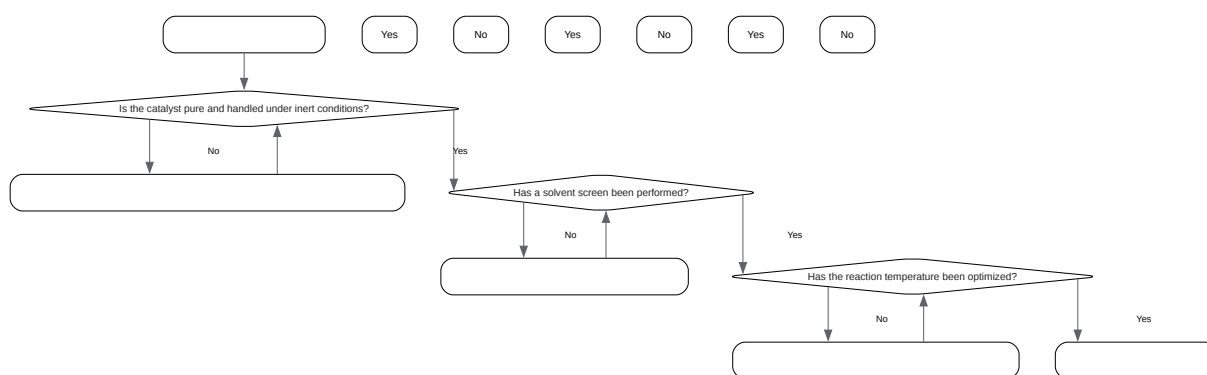 Yes
No
Yes
No
Yes
No
Is the catalyst pure and handled under inert conditions?
No
Yes
Has a solvent screen been performed?
No
Yes
Has the reaction temperature been optimized?
No
Yes